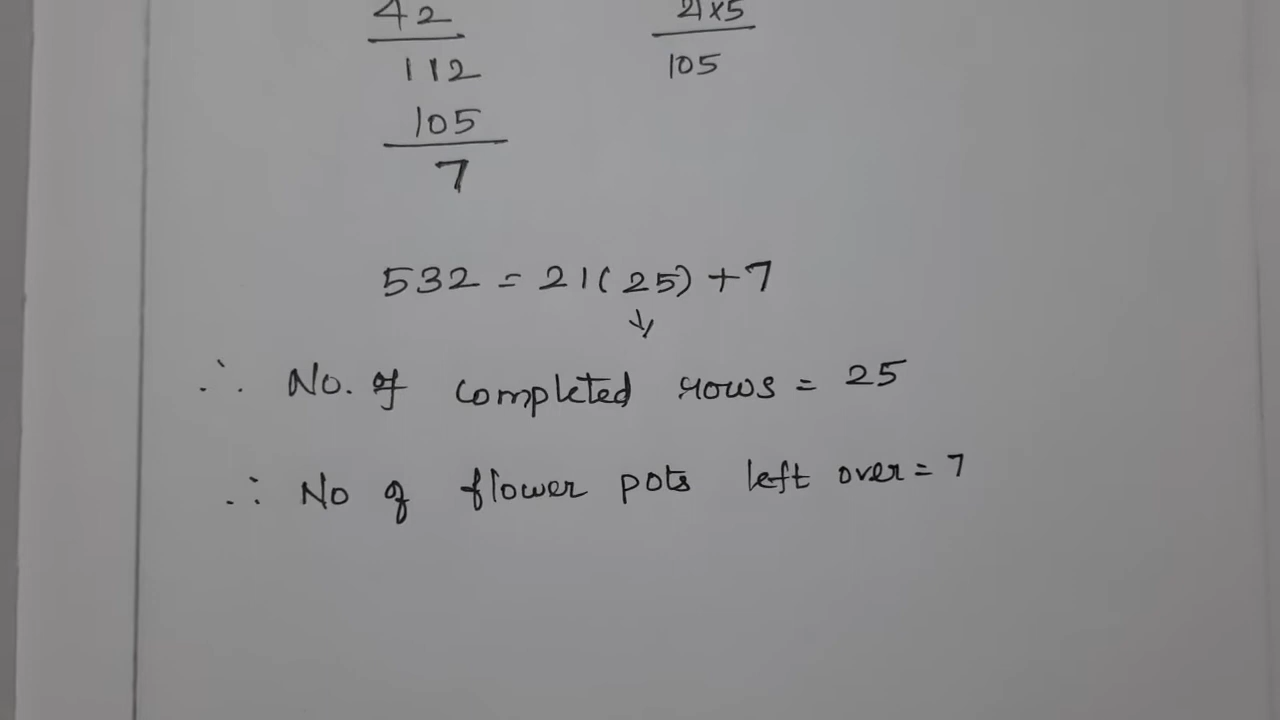 42
21x5
112
105
105
7
532 = 21(25) + 7
∴ No. of completed rows = 25
∴ No of flower pots left over = 7